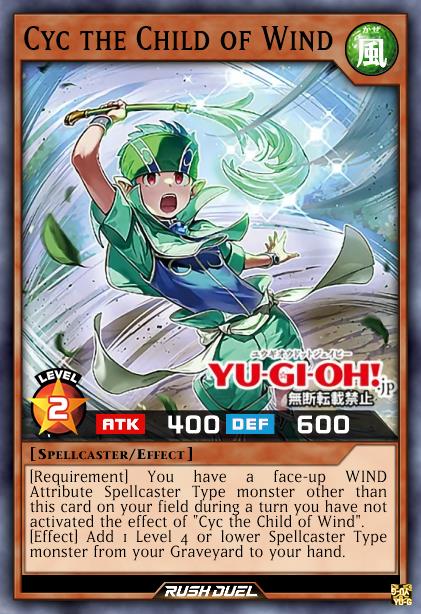 Cyc the Child of Wind
かぜ
風
ユウギオウドットジェイピー
YU-GI-OH!.jp
無断転載禁止
LEVEL
2
ATK 400 DEF 600
[Spellcaster/Effect]
[Requirement] You have a face-up WIND
Attribute Spellcaster Type monster other than
this card on your field during a turn you have not
activated the effect of "Cyc the Child of Wind".
[Effect] Add 1 Level 4 or lower Spellcaster Type
monster from your Graveyard to your hand.
RUSH DUEL